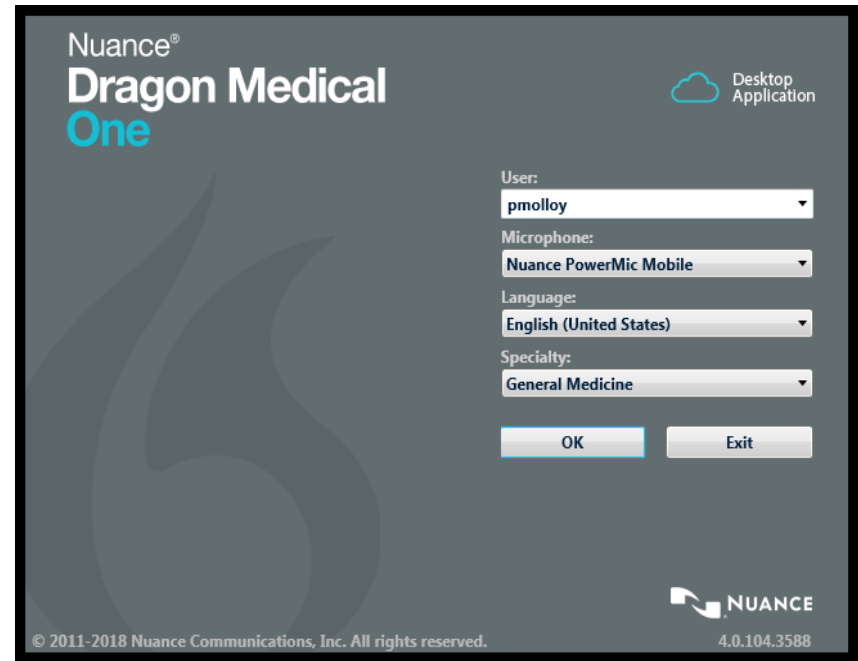 Nuance®
Dragon Medical
One
Desktop
Application
User:
pmolloy
Microphone:
Nuance PowerMic Mobile
Language:
English (United States)
Specialty:
General Medicine
OK
Exit
NUANCE
© 2011-2018 Nuance Communications, Inc. All rights reserved.
4.0.104.3588